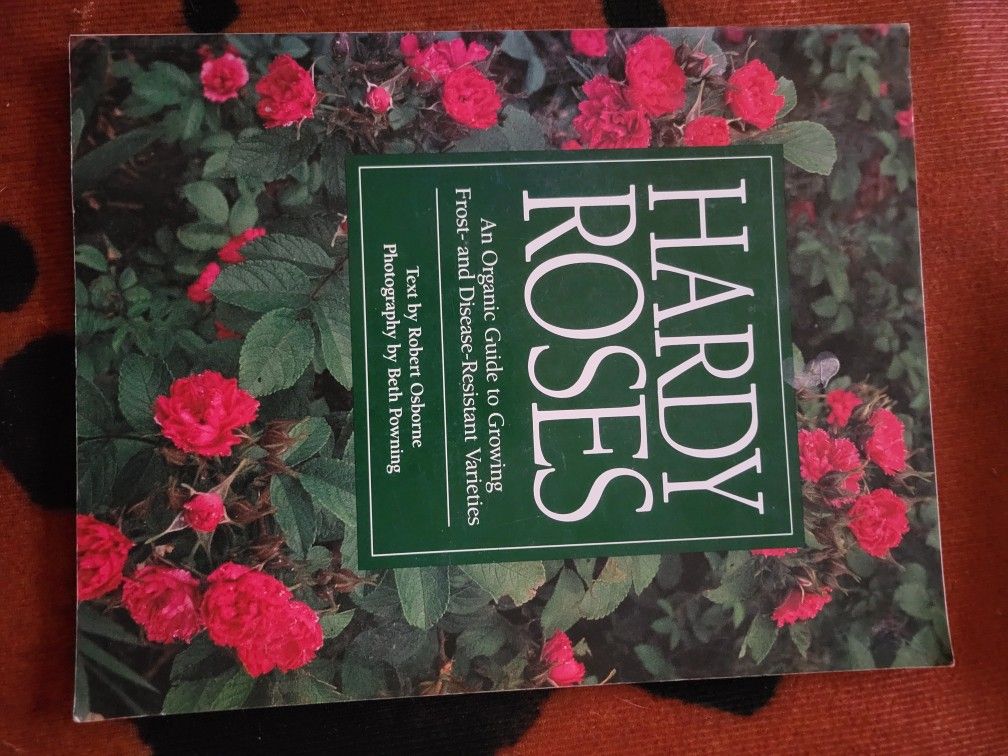 HARDY
ROSES
An Organic Guide to Growing
Frost- and Disease-Resistant Varieties
Text by Robert Osborne
Photography by Beth Powning